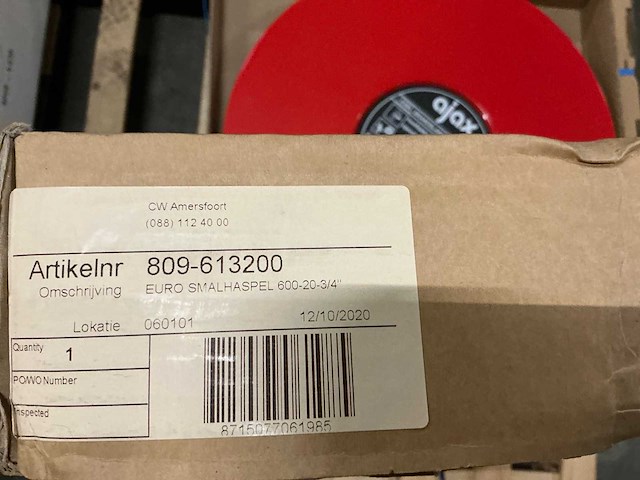 ajax
CW Amersfoort
(088) 112 40 00
Artikelnr 809-613200
Omschrijving EURO SMALHASPEL 600-20-3/4"
Lokatie 060101 12/10/2020
Quantity 1
PO/WO Number
Inspected
8715077061985